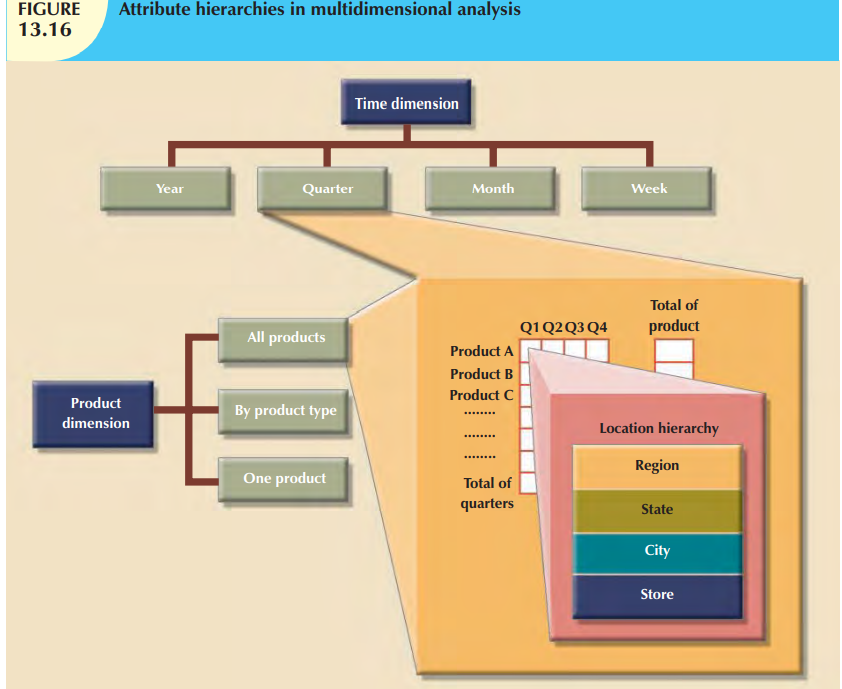 FIGURE
13.16
Attribute hierarchies in multidimensional analysis
Time dimension
Year
Quarter
Month
Week
All products
By product type
One product
Product
dimension
Q1 Q2 Q3 Q4
Total of
product
Product A
Product B
Product C
........
........
........
Total of
quarters
Location hierarchy
Region
State
City
Store